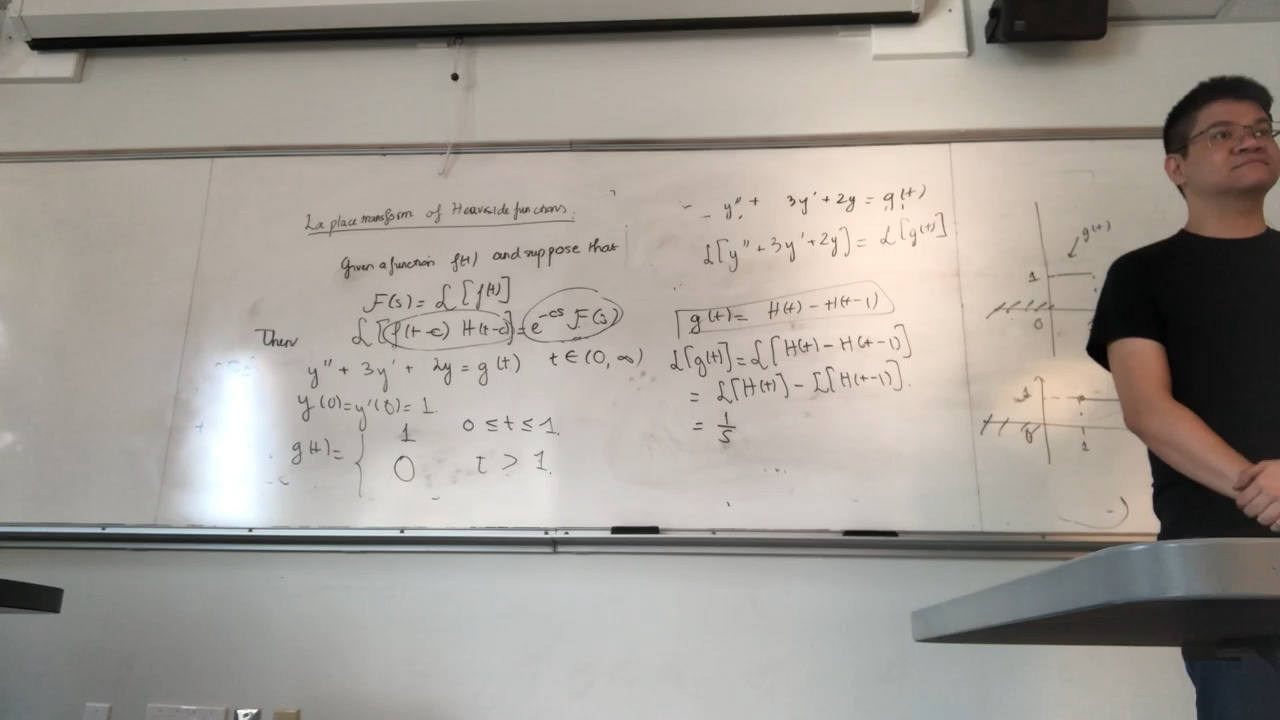 Laplace transform of Heaviside functions.
Given a function f(t) and suppose that
F(s) = ℒ[f(t)]
Then ℒ[f(t-c) H(t-c)] = e^{-cs} F(s)
y'' + 3y' + 2y = g(t) t ∈ (0, ∞)
y(0) = y'(0) = 1.
g(t) = { 1 0 ≤ t ≤ 1.
0 t > 1.
y'' + 3y' + 2y = g(t)
ℒ[y'' + 3y' + 2y] = ℒ[g(t)]
g(t) = H(t) - H(t-1)
ℒ[g(t)] = ℒ[H(t) - H(t-1)]
= ℒ[H(t)] - ℒ[H(t-1)].
= 1/s
g(t)
1
0
1